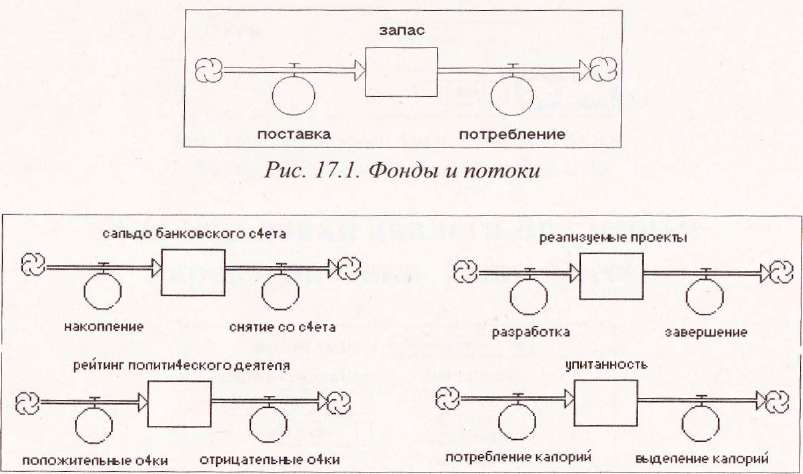 запас
поставка потребление
Рис. 17.1. Фонды и потоки
сальдо банковского с4ета
накопление снятие со с4ета
реализуемые проекты
разработка завершение
рейтинг полити4еского деятеля
положительные о4ки отрицательные о4ки
упитанность
потребление калорий выделение калорий